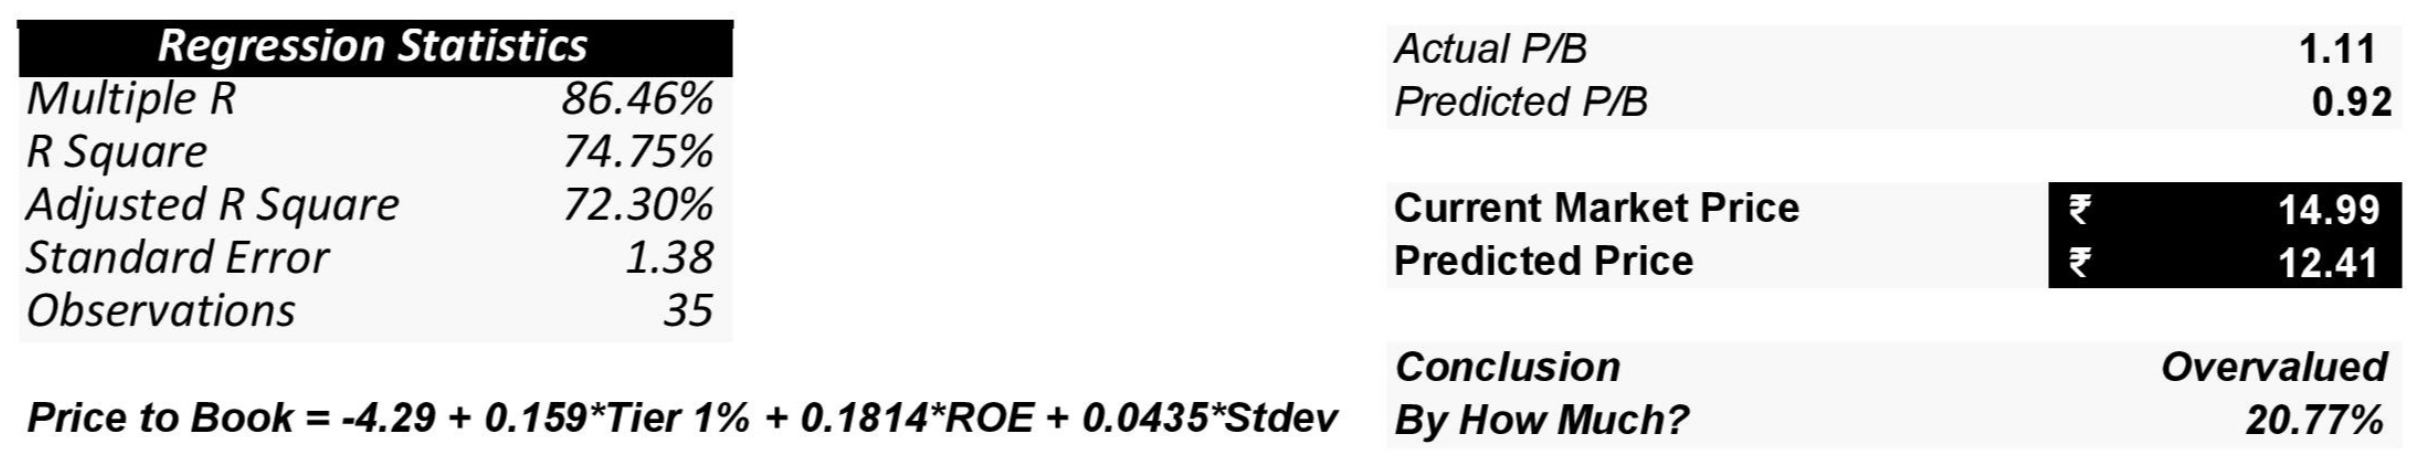 Regression Statistics
Multiple R 86.46%
R Square 74.75%
Adjusted R Square 72.30%
Standard Error 1.38
Observations 35
Price to Book = -4.29 + 0.159*Tier 1% + 0.1814*ROE + 0.0435*Stdev
Actual P/B 1.11
Predicted P/B 0.92
Current Market Price ₹ 14.99
Predicted Price ₹ 12.41
Conclusion Overvalued
By How Much? 20.77%